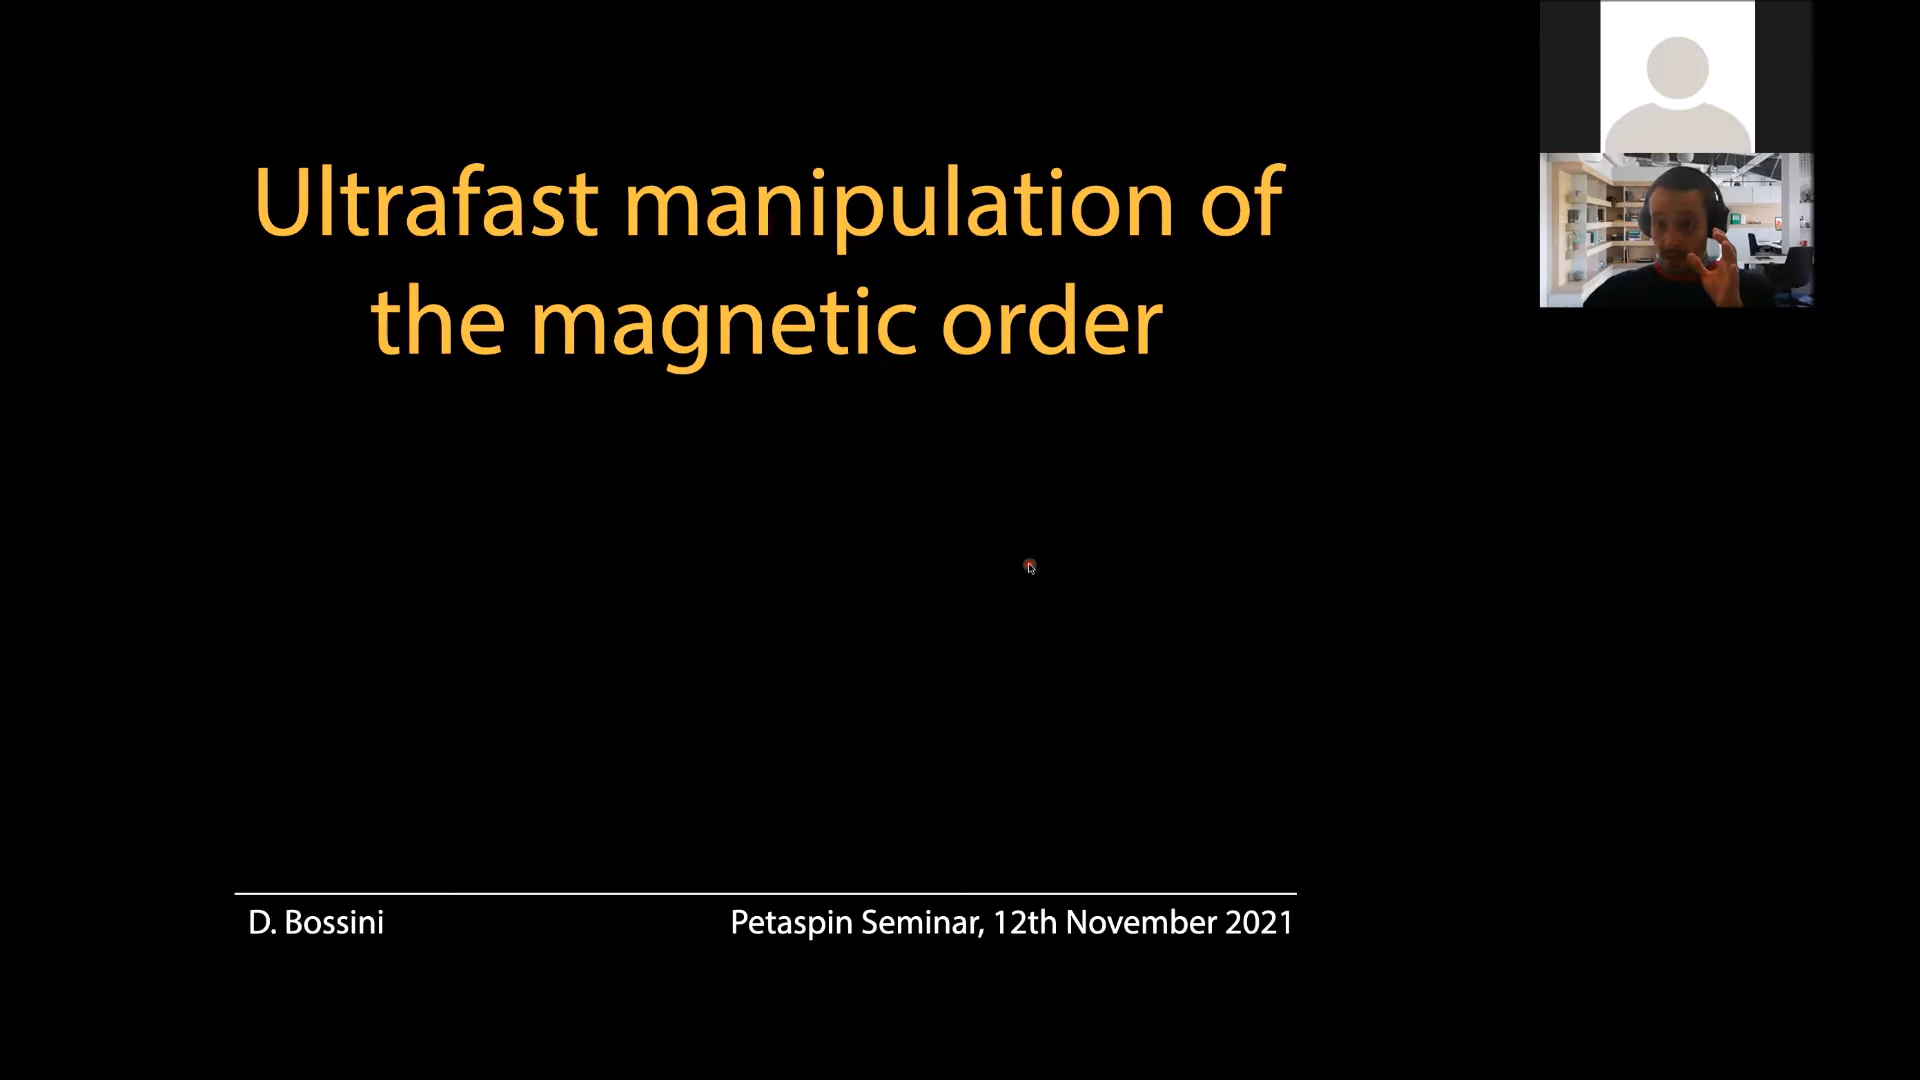 Ultrafast manipulation of
the magnetic order
D. Bossini
Petaspin Seminar, 12th November 2021